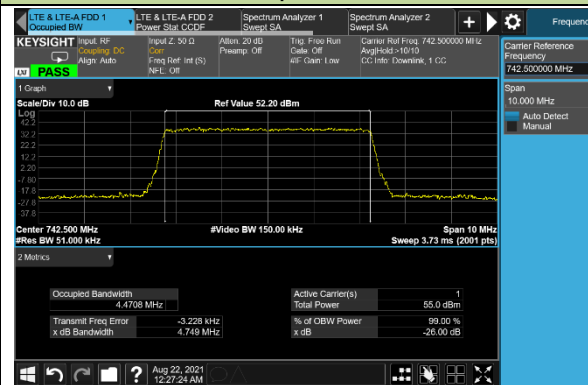 LTE & LTE-A FDD 1
Occupied BW
LTE & LTE-A FDD 2
Power Stat CCDF
Spectrum Analyzer 1
Swept SA
Spectrum Analyzer 2
Swept SA
Frequenc
KEYSIGHT
Input: RF
Coupling: DC
Align: Auto
Input Z: 50 Ω
Corr
Freq Ref: Int (S)
NFE: Off
Atten: 20 dB
Preamp: Off
Trig: Free Run
Gate: Off
#IF Gain: Low
Carrier Ref Freq: 742.500000 MHz
Avg|Hold:>10/10
CC Info: Downlink, 1 CC
LXI PASS
Carrier Reference
Frequency
742.500000 MHz
Span
10.000 MHz
Auto Detect
Manual
1 Graph
Scale/Div 10.0 dB
Ref Value 52.20 dBm
Log
42.2
32.2
22.2
12.2
2.20
-7.80
-17.8
-27.8
-37.8
Center 742.500 MHz
#Video BW 150.00 kHz
Span 10 MHz
#Res BW 51.000 kHz
Sweep 3.73 ms (2001 pts)
2 Metrics
Occupied Bandwidth
4.4708 MHz
Active Carrier(s) 1
Total Power 55.0 dBm
Transmit Freq Error -3.228 kHz
x dB Bandwidth 4.749 MHz
% of OBW Power 99.00 %
x dB -26.00 dB
?
Aug 22, 2021
12:27:24 AM